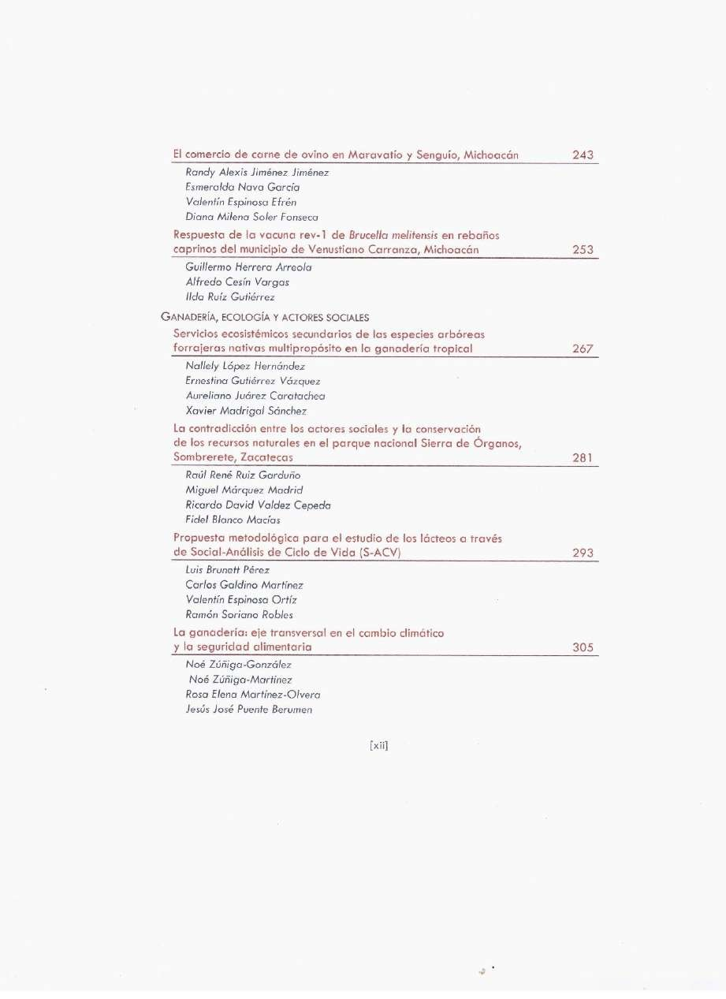 El comercio de carne de ovino en Maravatío y Senguio, Michoacán 243
Randy Alexis Jiménez Jiménez
Esmeralda Nava García
Valentín Espinosa Efrén
Diana Milena Soler Fonseca
Respuesta de la vacuna rev-1 de Brucella melitensis en rebaños
caprinos del municipio de Venustiano Carranza, Michoacán 253
Guillermo Herrera Arreola
Alfredo Cesín Vargas
Ilda Ruíz Gutiérrez
GANADERÍA, ECOLOGÍA Y ACTORES SOCIALES
Servicios ecosistémicos secundarios de las especies arbóreas
forrajeras nativas multipropósito en la ganadería tropical 267
Nallely López Hernández
Ernestina Gutiérrez Vázquez
Aureliano Juárez Caratachea
Xavier Madrigal Sánchez
La contradicción entre los actores sociales y la conservación
de los recursos naturales en el parque nacional Sierra de Órganos,
Sombrerete, Zacatecas 281
Raúl René Ruiz Garduño
Miguel Márquez Madrid
Ricardo David Valdez Cepeda
Fidel Blanco Macías
Propuesta metodológica para el estudio de los lácteos a través
de Social-Análisis de Ciclo de Vida (S-ACV) 293
Luis Brunett Pérez
Carlos Galdino Martínez
Valentín Espinosa Ortíz
Ramón Soriano Robles
La ganadería: eje transversal en el cambio climático
y la seguridad alimentaria 305
Noé Zúñiga-González
Noé Zúñiga-Martínez
Rosa Elena Martínez-Olvera
Jesús José Puente Berumen
[xii]